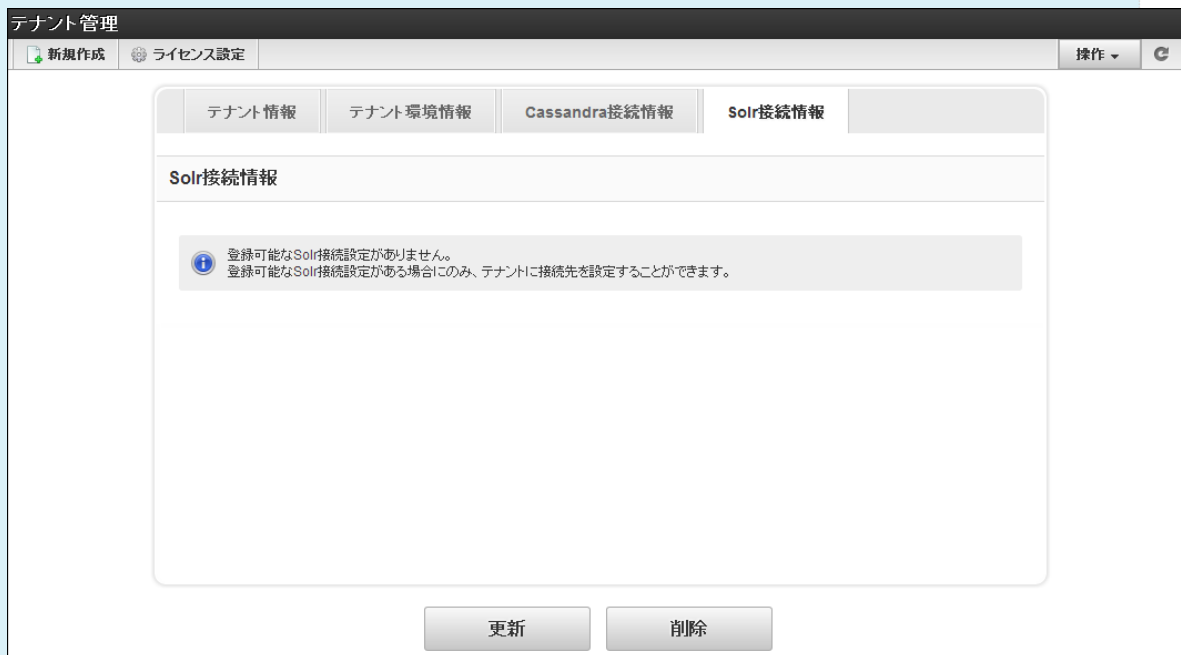 テナント管理
新規作成 ライセンス設定 操作
テナント情報 テナント環境情報 Cassandra接続情報 Solr接続情報
Solr接続情報
登録可能なSolr接続設定がありません。
登録可能なSolr接続設定がある場合にのみ、テナントに接続先を設定することができます。
更新 削除